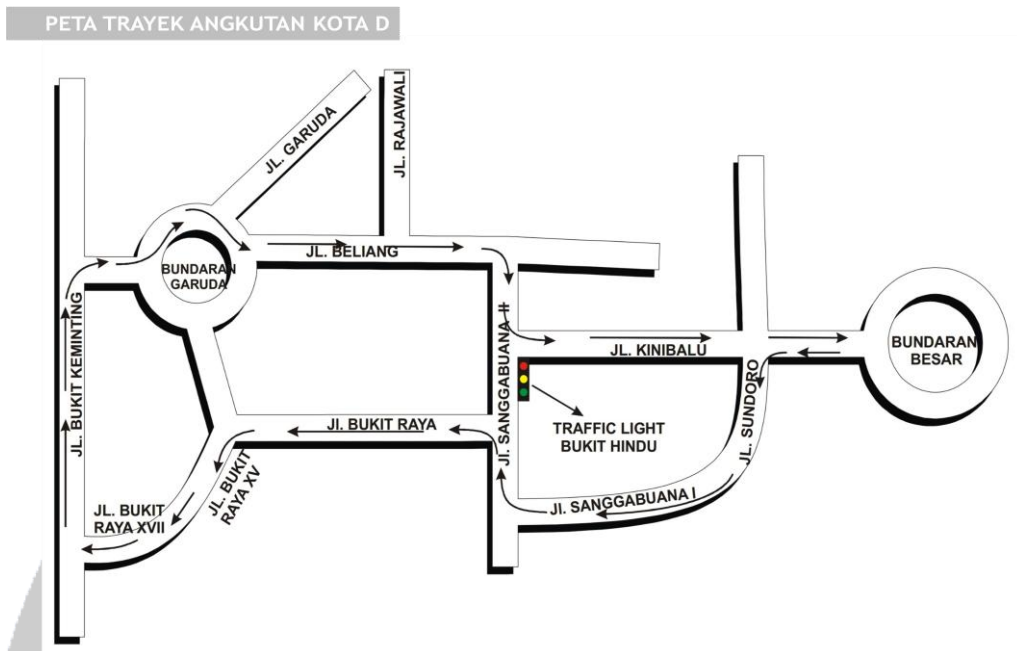 PETA TRAYEK ANGKUTAN KOTA D
JL. GARUDA
JL. RAJAWALI
JL. BELIANG
BUNDARAN
GARUDA
JL. BUKIT KEMINTING
Jl. SANGGABUANA II
JL. KINIBALU
BUNDARAN
BESAR
JL. SUNDORO
TRAFFIC LIGHT
BUKIT HINDU
Jl. BUKIT RAYA
JL. BUKIT
RAYA XV
JL. BUKIT
RAYA XVII
Jl. SANGGABUANA I